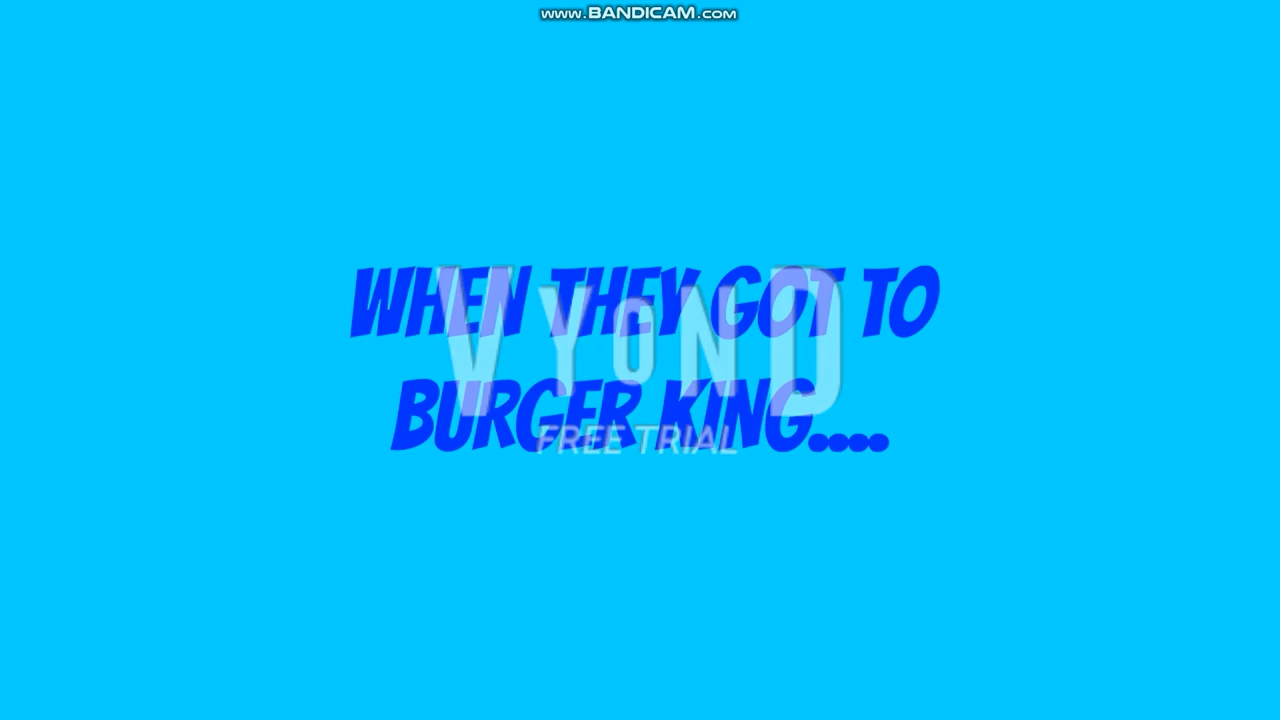 www.BANDICAM.com
WHEN THEY GOT TO
VYOND
BURGER KING....
FREE TRIAL